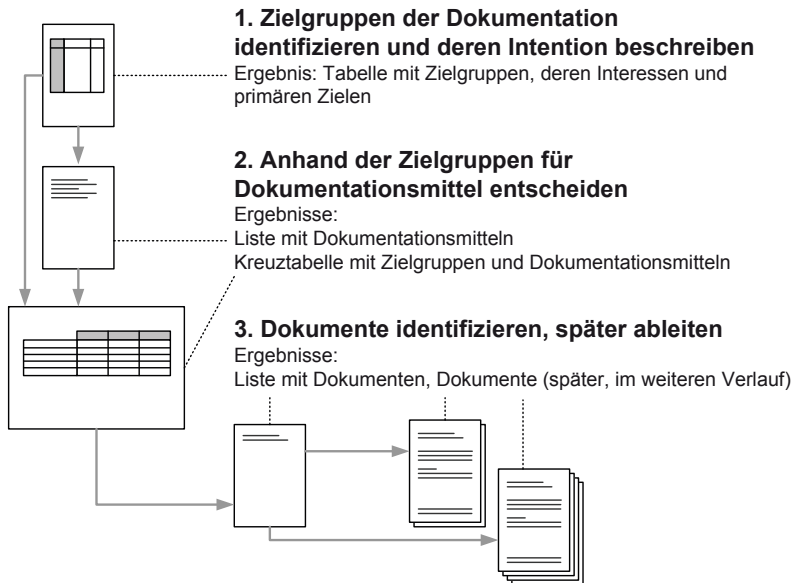 1. Zielgruppen der Dokumentation
identifizieren und deren Intention beschreiben
Ergebnis: Tabelle mit Zielgruppen, deren Interessen und
primären Zielen
2. Anhand der Zielgruppen für
Dokumentationsmittel entscheiden
Ergebnisse:
Liste mit Dokumentationsmitteln
Kreuztabelle mit Zielgruppen und Dokumentationsmitteln
3. Dokumente identifizieren, später ableiten
Ergebnisse:
Liste mit Dokumenten, Dokumente (später, im weiteren Verlauf)